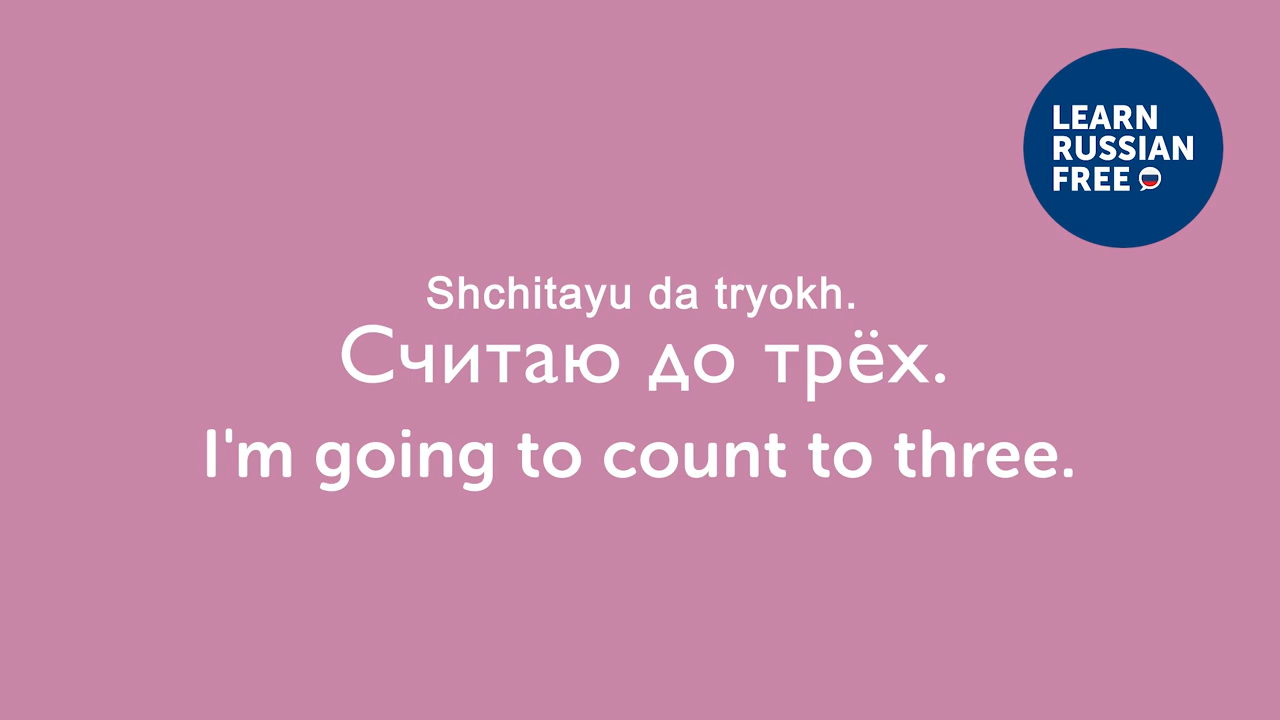 LEARN
RUSSIAN
FREE
Shchitayu da tryokh.
Считаю до трёх.
I'm going to count to three.